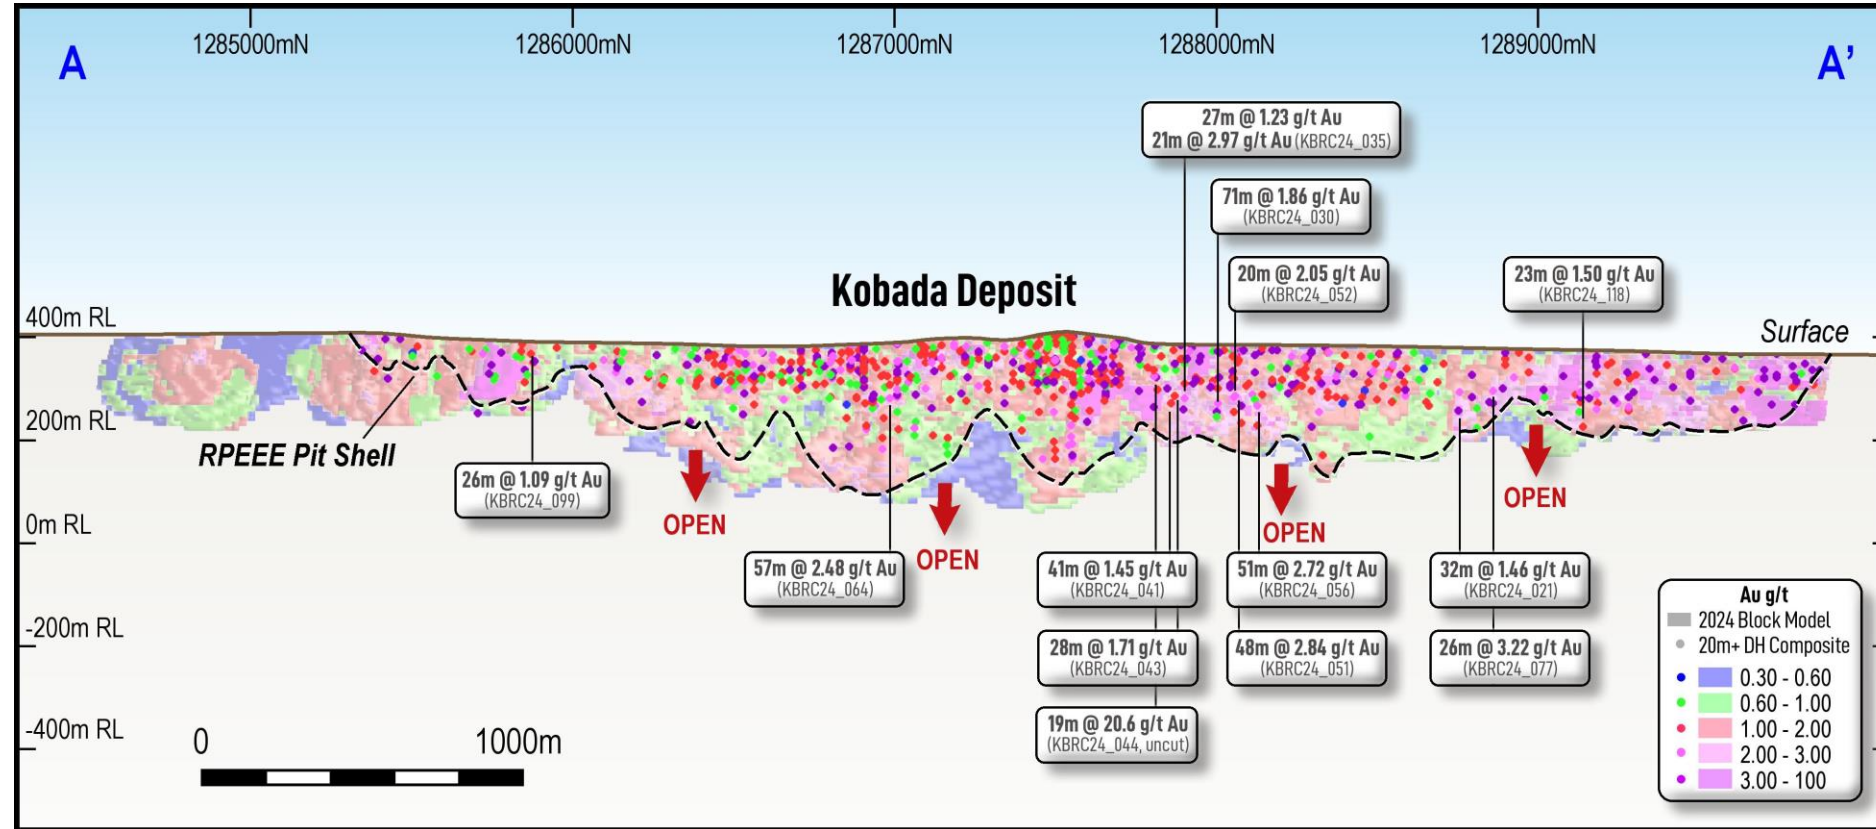 1285000mN
1286000mN
1287000mN
1288000mN
1289000mN
A
A'
27m @ 1.23 g/t Au
21m @ 2.97 g/t Au (KBRC24_035)
71m @ 1.86 g/t Au
(KBRC24_030)
20m @ 2.05 g/t Au
(KBRC24_052)
23m @ 1.50 g/t Au
(KBRC24_118)
Kobada Deposit
400m RL
Surface
200m RL
RPEEE Pit Shell
26m @ 1.09 g/t Au
(KBRC24_099)
OPEN
OPEN
OPEN
OPEN
0m RL
57m @ 2.48 g/t Au
(KBRC24_064)
41m @ 1.45 g/t Au
(KBRC24_041)
51m @ 2.72 g/t Au
(KBRC24_056)
32m @ 1.46 g/t Au
(KBRC24_021)
-200m RL
28m @ 1.71 g/t Au
(KBRC24_043)
48m @ 2.84 g/t Au
(KBRC24_051)
26m @ 3.22 g/t Au
(KBRC24_077)
19m @ 20.6 g/t Au
(KBRC24_044, uncut)
-400m RL
0
1000m
Au g/t
2024 Block Model
20m+ DH Composite
0.30 - 0.60
0.60 - 1.00
1.00 - 2.00
2.00 - 3.00
3.00 - 100